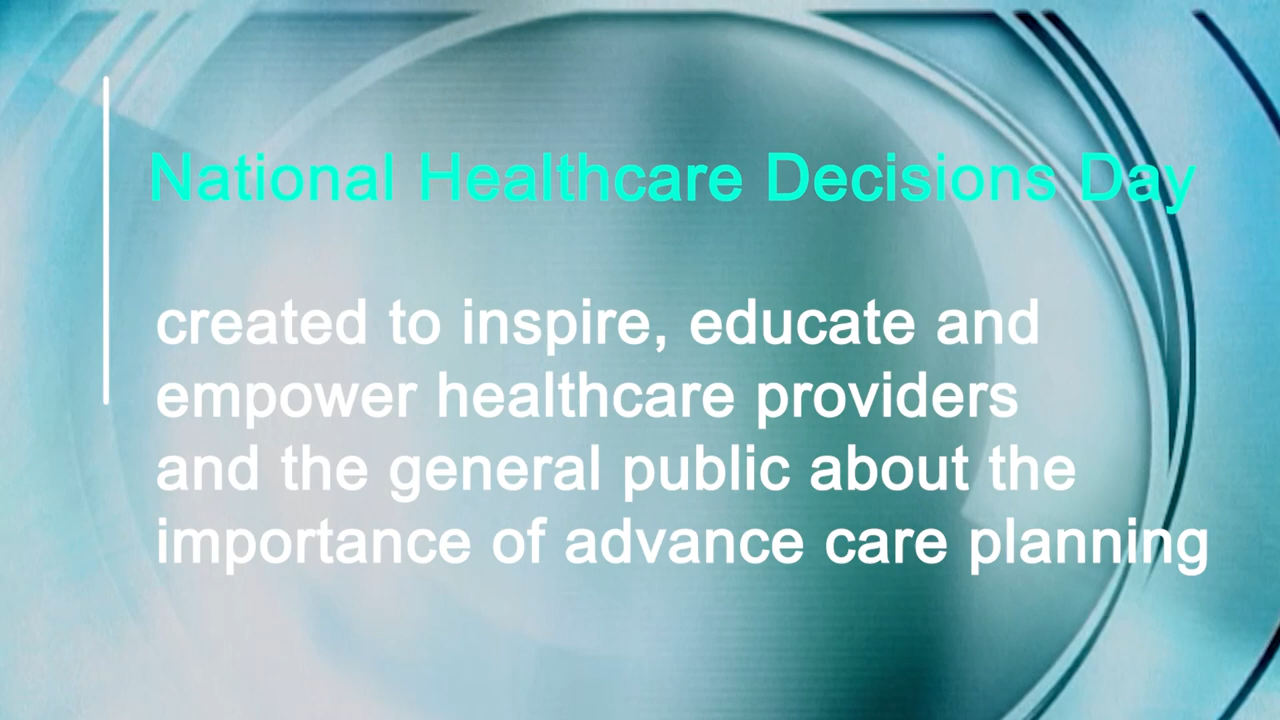 National Healthcare Decisions Day
created to inspire, educate and
empower healthcare providers
and the general public about the
importance of advance care planning